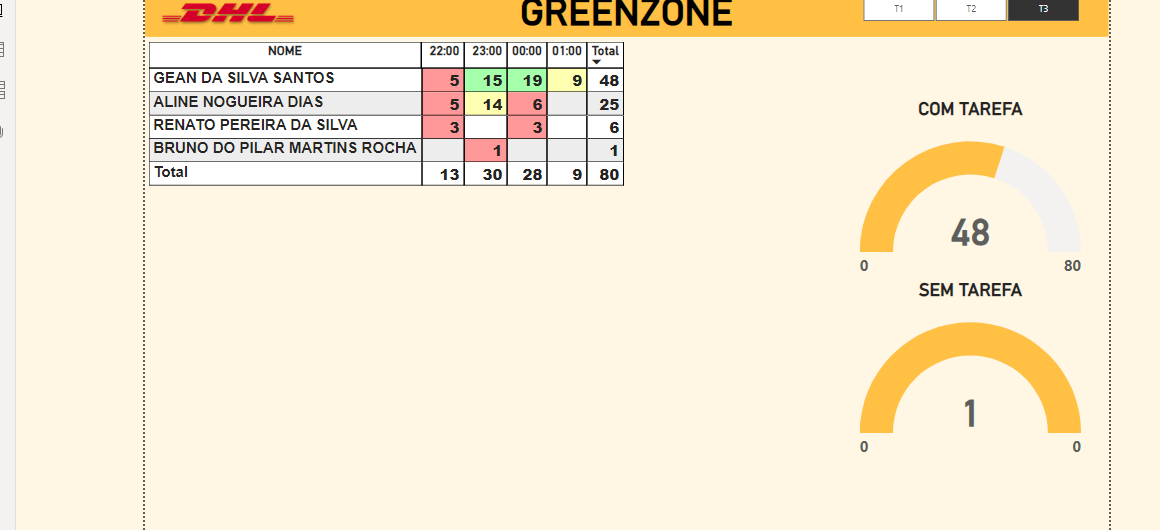 DHL GREENZONE T1 T2 T3
NOME 22:00 23:00 00:00 01:00 Total
GEAN DA SILVA SANTOS 5 15 19 9 48
ALINE NOGUEIRA DIAS 5 14 6 25
RENATO PEREIRA DA SILVA 3 3 6
BRUNO DO PILAR MARTINS ROCHA 1 1
Total 13 30 28 9 80
COM TAREFA
48
0 80
SEM TAREFA
1
0 0